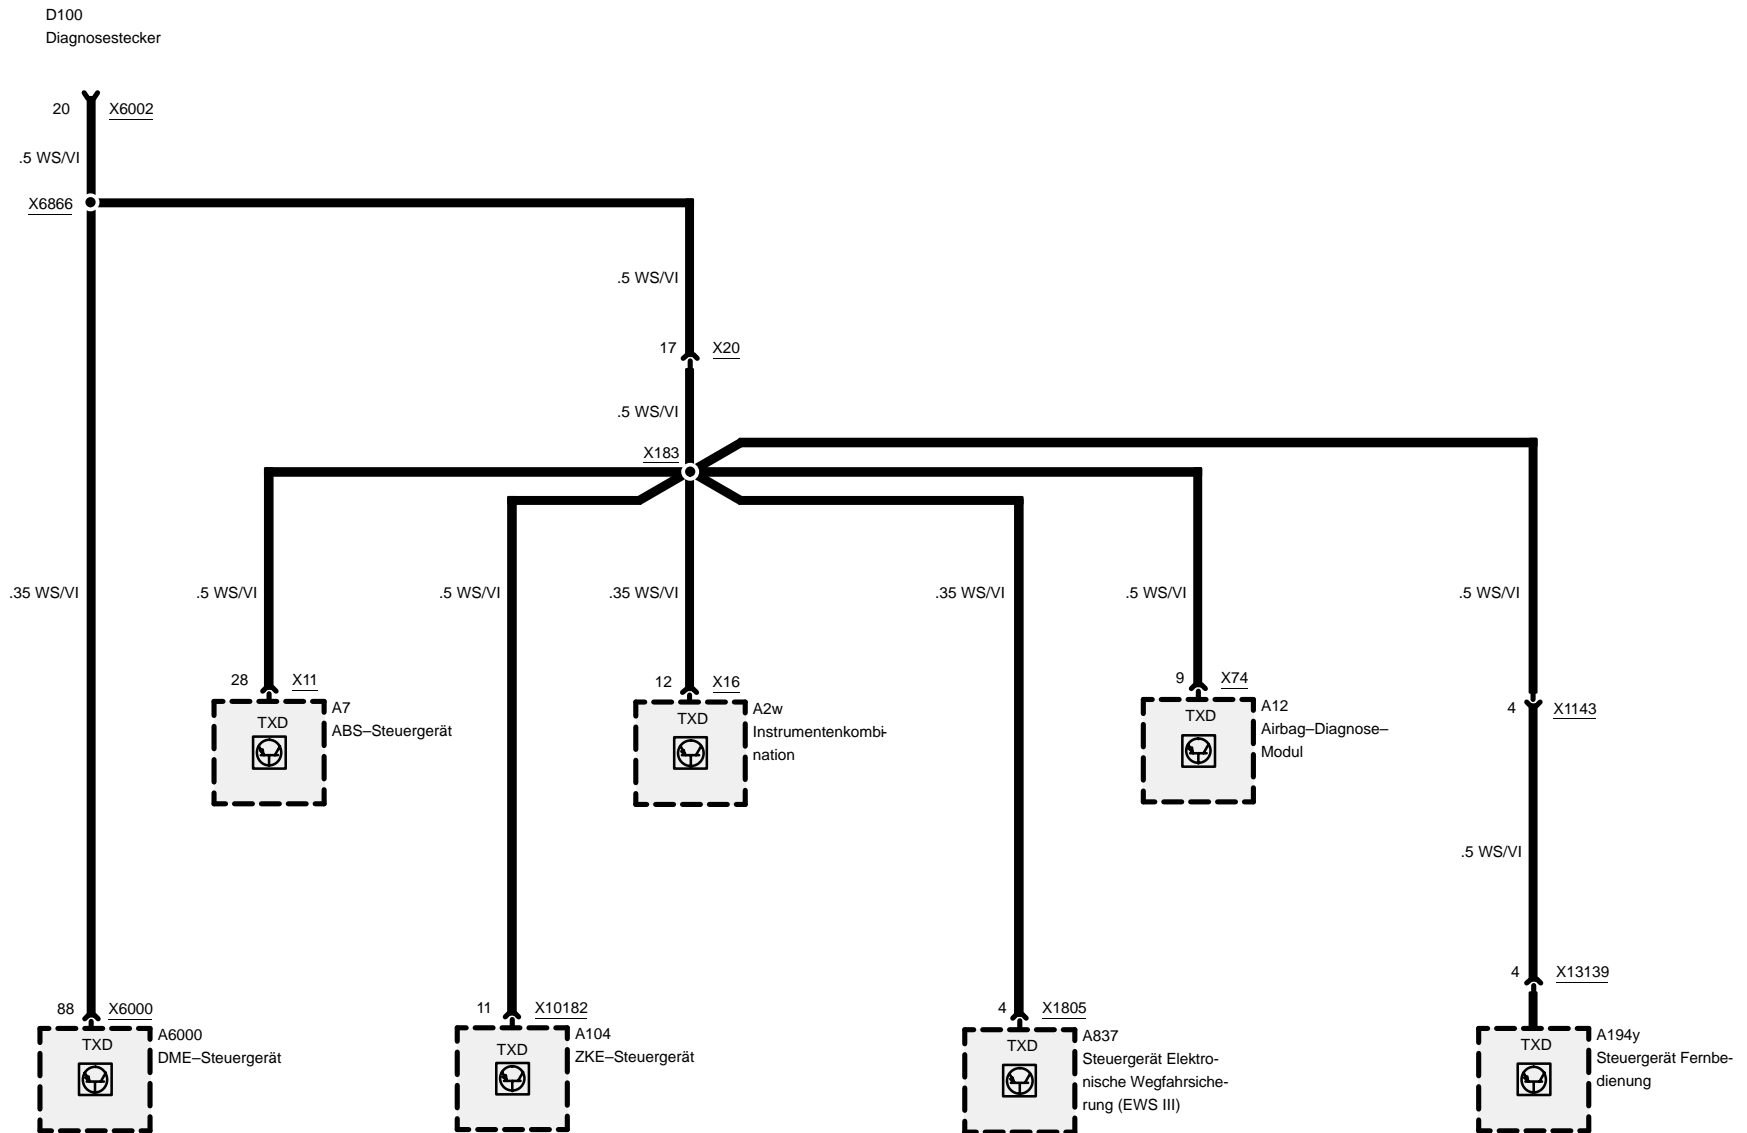 D100
Diagnosestecker
20 X6002
.5 WS/VI
X6866
.5 WS/VI
17 X20
.5 WS/VI
X183
.35 WS/VI .5 WS/VI .5 WS/VI .35 WS/VI .35 WS/VI .5 WS/VI .5 WS/VI
28 X11
A7
TXD
ABS–Steuergerät
12 X16
A2w
TXD
Instrumentenkombi-
nation
9 X74
A12
TXD
Airbag–Diagnose–
Modul
4 X1143
.5 WS/VI
4 X13139
88 X6000
A6000
TXD
DME–Steuergerät
11 X10182
A104
TXD
ZKE–Steuergerät
4 X1805
A837
TXD
Steuergerät Elektro-
nische Wegfahrsiche-
rung (EWS III)
A194y
TXD
Steuergerät Fernbe-
dienung